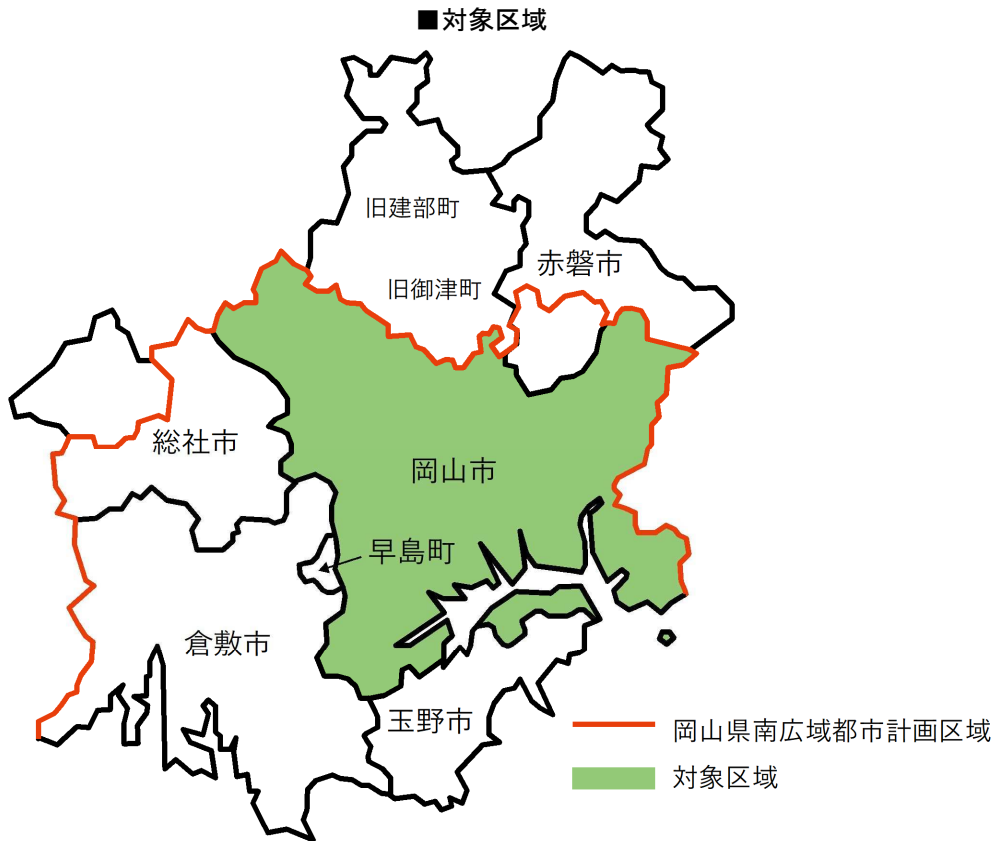 ■対象区域
旧建部町
赤磐市
旧御津町
総社市
岡山市
早島町
倉敷市
玉野市
岡山県南広域都市計画区域
対象区域